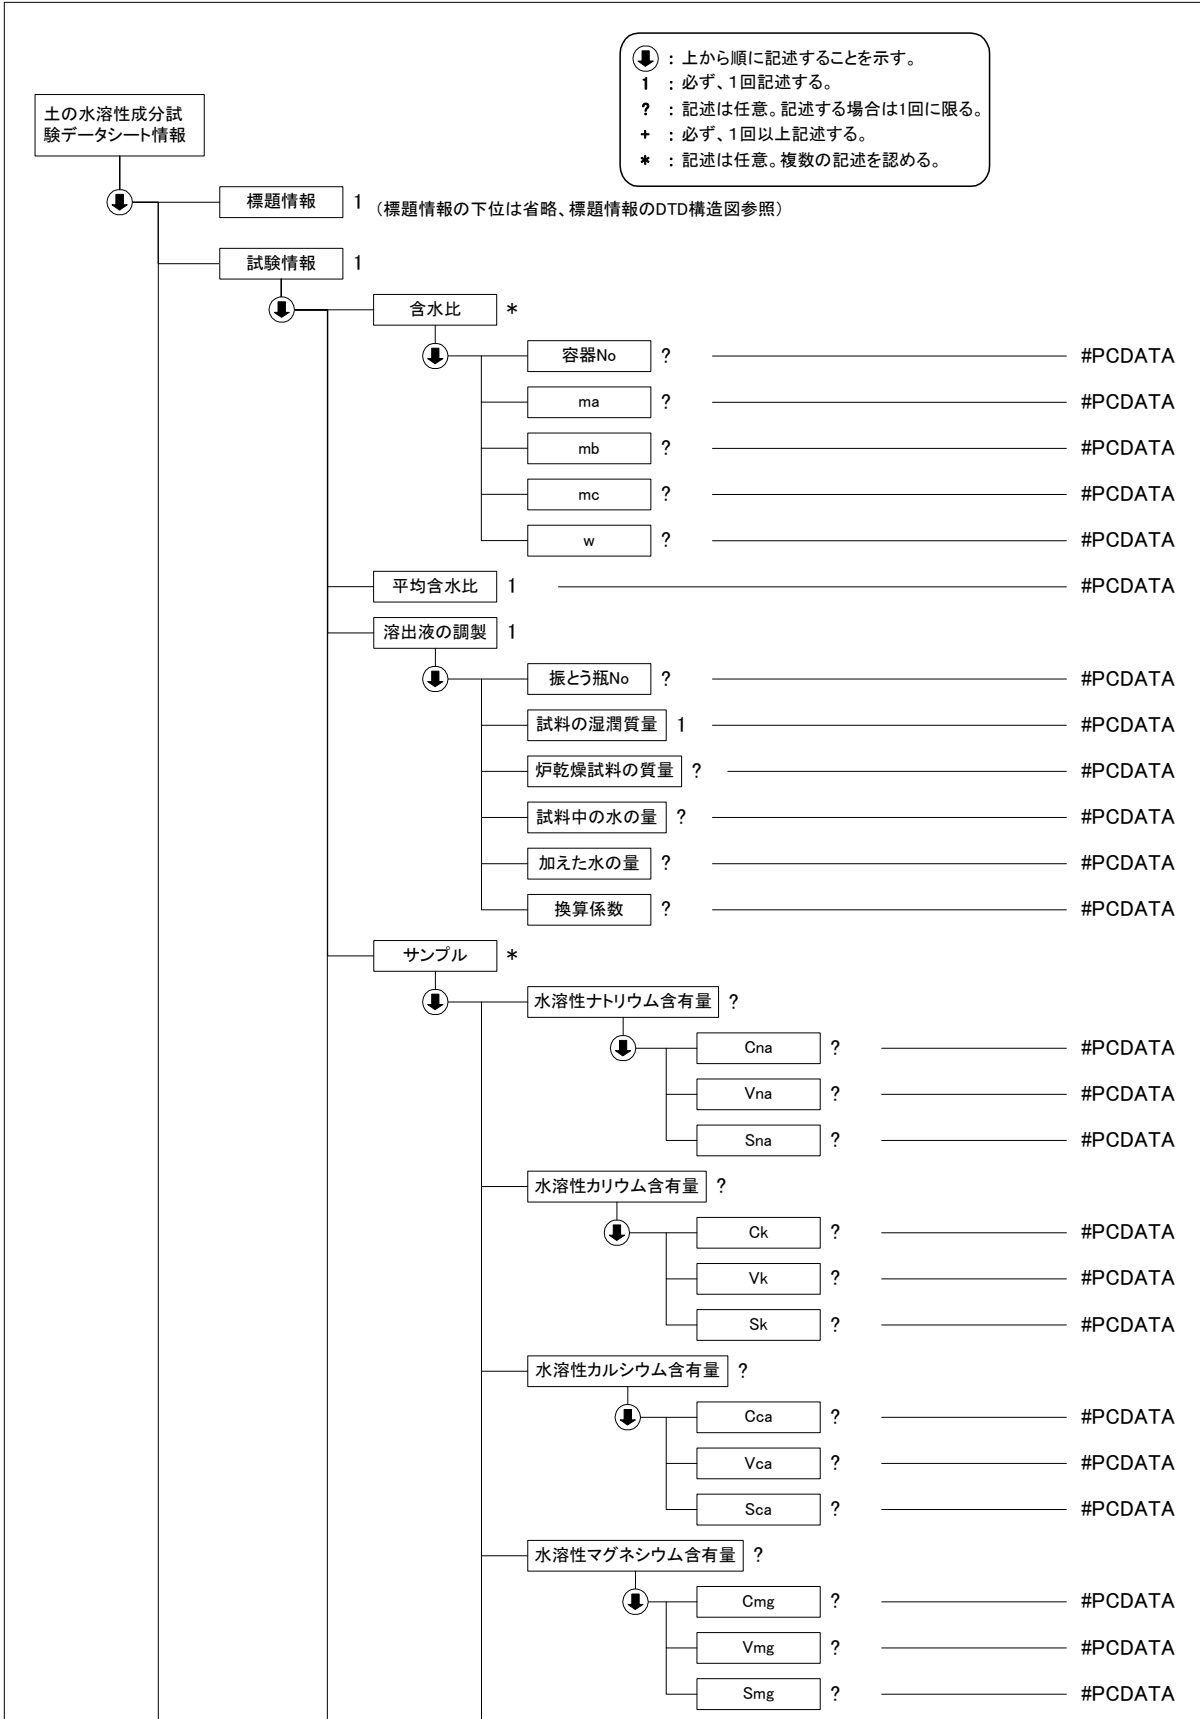 ：上から順に記述することを示す。
1：必ず、1回記述する。
?：記述は任意。記述する場合は1回に限る。
+：必ず、1回以上記述する。
*：記述は任意。複数の記述を認める。
土の水溶性成分試
験データシート情報
標題情報 1 （標題情報の下位は省略、標題情報のDTD構造図参照）
試験情報 1
含水比 *
容器No ? #PCDATA
ma ? #PCDATA
mb ? #PCDATA
mc ? #PCDATA
w ? #PCDATA
平均含水比 1 #PCDATA
溶出液の調製 1
振とう瓶No ? #PCDATA
試料の湿潤質量 1 #PCDATA
炉乾燥試料の質量 ? #PCDATA
試料中の水の量 ? #PCDATA
加えた水の量 ? #PCDATA
換算係数 ? #PCDATA
サンプル *
水溶性ナトリウム含有量 ?
Cna ? #PCDATA
Vna ? #PCDATA
Sna ? #PCDATA
水溶性カリウム含有量 ?
Ck ? #PCDATA
Vk ? #PCDATA
Sk ? #PCDATA
水溶性カルシウム含有量 ?
Cca ? #PCDATA
Vca ? #PCDATA
Sca ? #PCDATA
水溶性マグネシウム含有量 ?
Cmg ? #PCDATA
Vmg ? #PCDATA
Smg ? #PCDATA